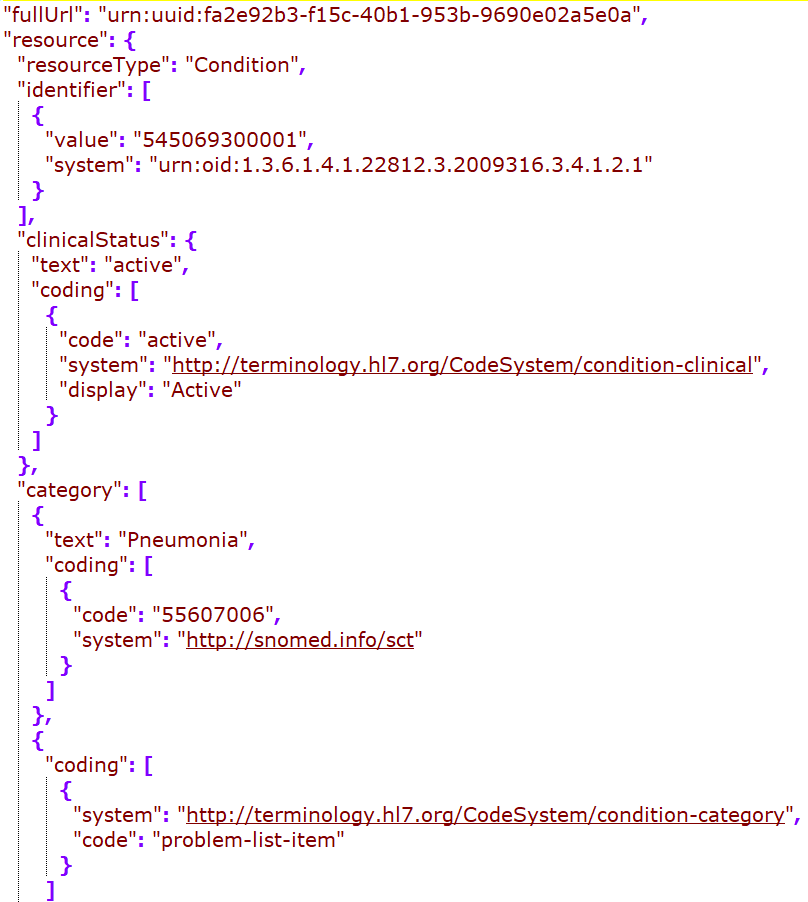 "fullUrl": "urn:uuid:fa2e92b3-f15c-40b1-953b-9690e02a5e0a",
"resource": {
"resourceType": "Condition",
"identifier": [
{
"value": "545069300001",
"system": "urn:oid:1.3.6.1.4.1.22812.3.2009316.3.4.1.2.1"
}
],
"clinicalStatus": {
"text": "active",
"coding": [
{
"code": "active",
"system": "http://terminology.hl7.org/CodeSystem/condition-clinical",
"display": "Active"
}
]
},
"category": [
{
"text": "Pneumonia",
"coding": [
{
"code": "55607006",
"system": "http://snomed.info/sct"
}
]
},
{
"coding": [
{
"system": "http://terminology.hl7.org/CodeSystem/condition-category",
"code": "problem-list-item"
}
]